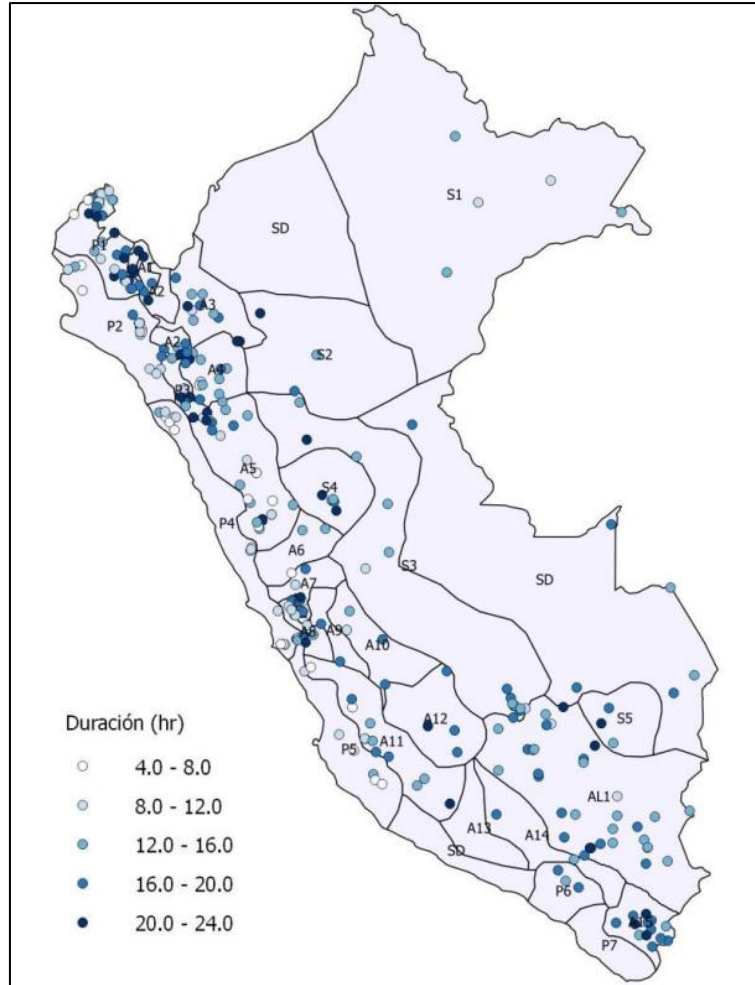 S1
SD
P1
A1
A2
A3
P2
A2
S2
A4
P3
A5
S4
P4
A6
S3
SD
A7
A8
A9
A10
A12
S5
A11
P5
AL1
A13
A14
SD
P6
A15
P7
Duración (hr)
4.0 - 8.0
8.0 - 12.0
12.0 - 16.0
16.0 - 20.0
20.0 - 24.0